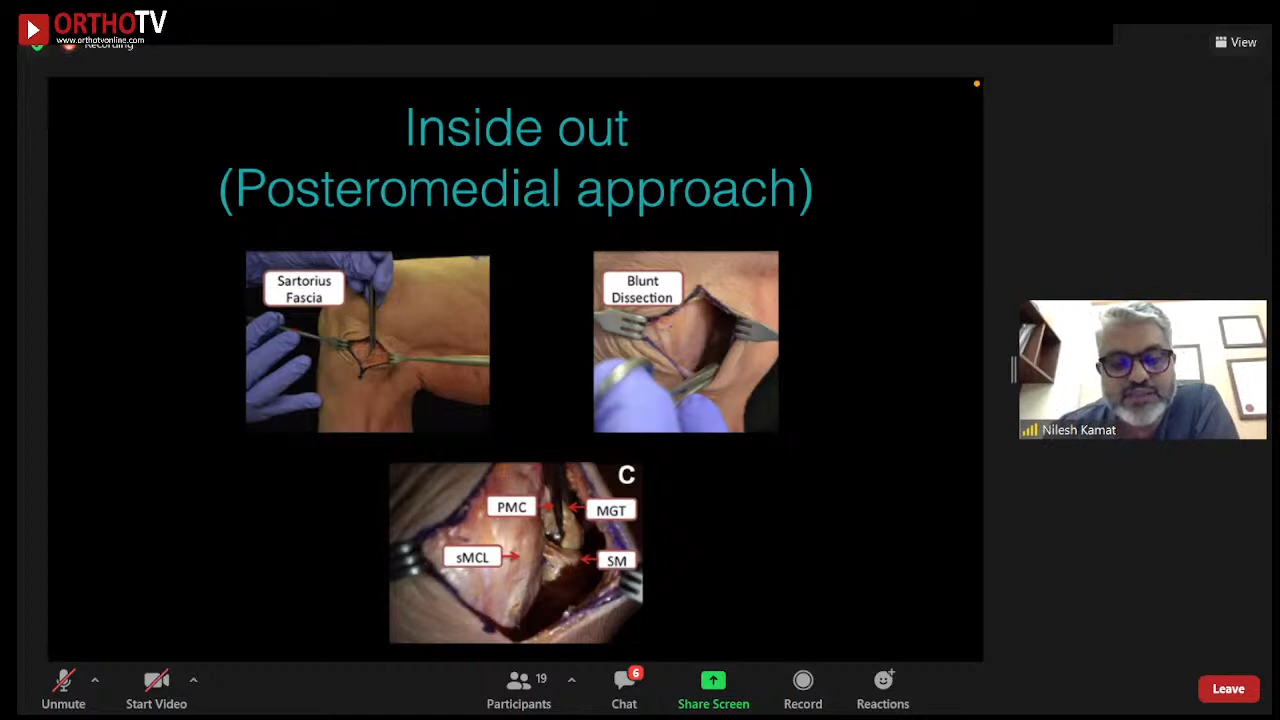 ORTHOTV
www.orthotvonline.com
Recording
View
Inside out
(Posteromedial approach)
Sartorius
Fascia
Blunt
Dissection
C
PMC
MGT
sMCL
SM
Nilesh Kamat
Unmute
Start Video
19
Participants
6
Chat
Share Screen
Record
Reactions
Leave